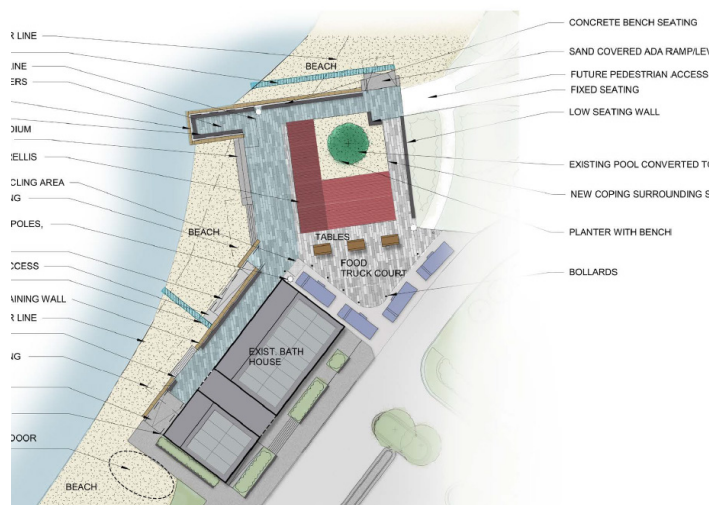 R LINE
CONCRETE BENCH SEATING
SAND COVERED ADA RAMP/LEV
LINE
BEACH
FUTURE PEDESTRIAN ACCESS
ERS
FIXED SEATING
LOW SEATING WALL
DIUM
RELLIS
EXISTING POOL CONVERTED TO
CLING AREA
NEW COPING SURROUNDING S
NG
POLES,
BEACH
TABLES
PLANTER WITH BENCH
CCESS
FOOD
TRUCK COURT
BOLLARDS
AINING WALL
R LINE
EXIST. BATH
HOUSE
NG
DOOR
BEACH